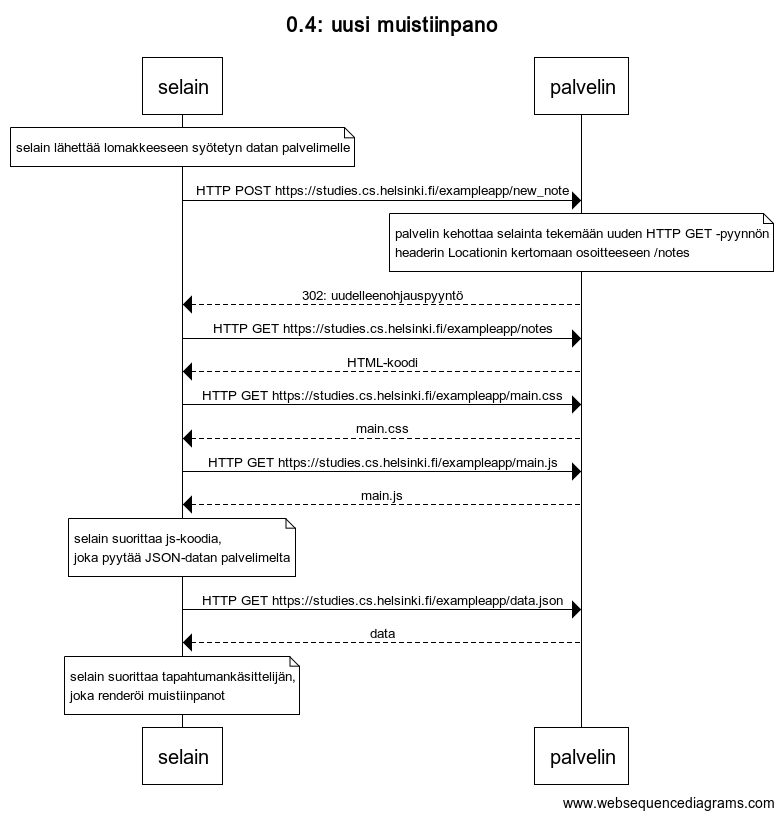 0.4: uusi muistiinpano
selain
palvelin
selain lähettää lomakkeeseen syötetyn datan palvelimelle
HTTP POST https://studies.cs.helsinki.fi/exampleapp/new_note
palvelin kehottaa selainta tekemään uuden HTTP GET -pyynnön
headerin Locationin kertomaan osoitteeseen /notes
302: uudelleenohjauspyyntö
HTTP GET https://studies.cs.helsinki.fi/exampleapp/notes
HTML-koodi
HTTP GET https://studies.cs.helsinki.fi/exampleapp/main.css
main.css
HTTP GET https://studies.cs.helsinki.fi/exampleapp/main.js
main.js
selain suorittaa js-koodia,
joka pyytää JSON-datan palvelimelta
HTTP GET https://studies.cs.helsinki.fi/exampleapp/data.json
data
selain suorittaa tapahtumankäsittelijän,
joka renderöi muistiinpanot
selain
palvelin
www.websequencediagrams.com